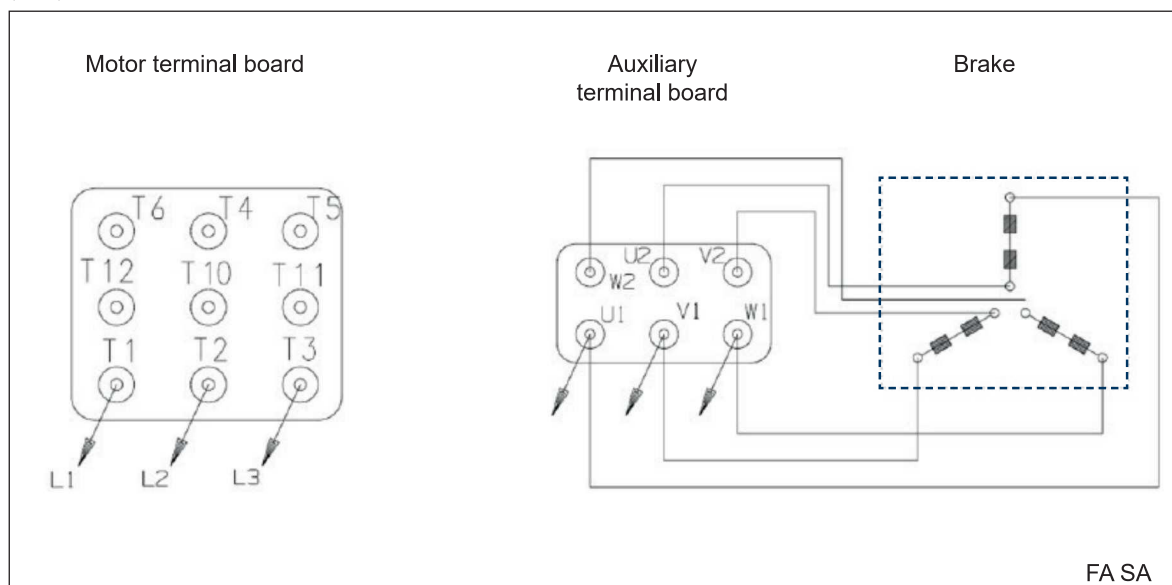 Motor terminal board
Auxiliary
terminal board
Brake
T6 T4 T5
T12 T10 T11
T1 T2 T3
L1 L2 L3
U2 V2
W2
U1 V1 W1
FA SA